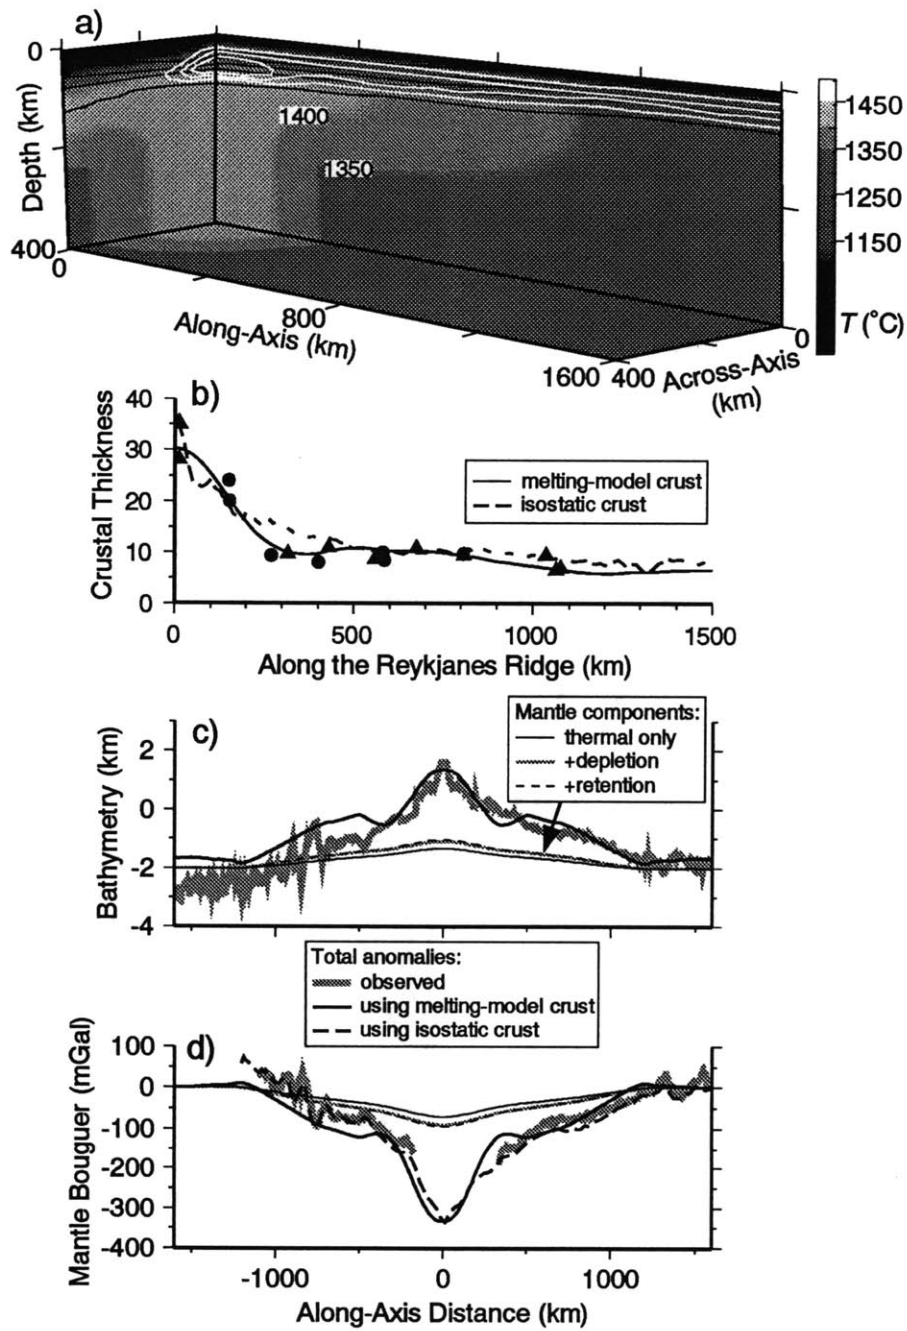 a)
0
Depth (km)
400
1400
1350
1450
1350
1250
1150
T (°C)
0
Along-Axis (km)
800
1600
400
Across-Axis (km)
0
b)
Crustal Thickness
40
30
20
10
0
melting-model crust
isostatic crust
0
500
1000
1500
Along the Reykjanes Ridge (km)
c)
Bathymetry (km)
2
0
-2
-4
Mantle components:
thermal only
+depletion
+retention
Total anomalies:
observed
using melting-model crust
using isostatic crust
d)
Mantle Bouguer (mGal)
100
0
-100
-200
-300
-400
-1000
0
1000
Along-Axis Distance (km)